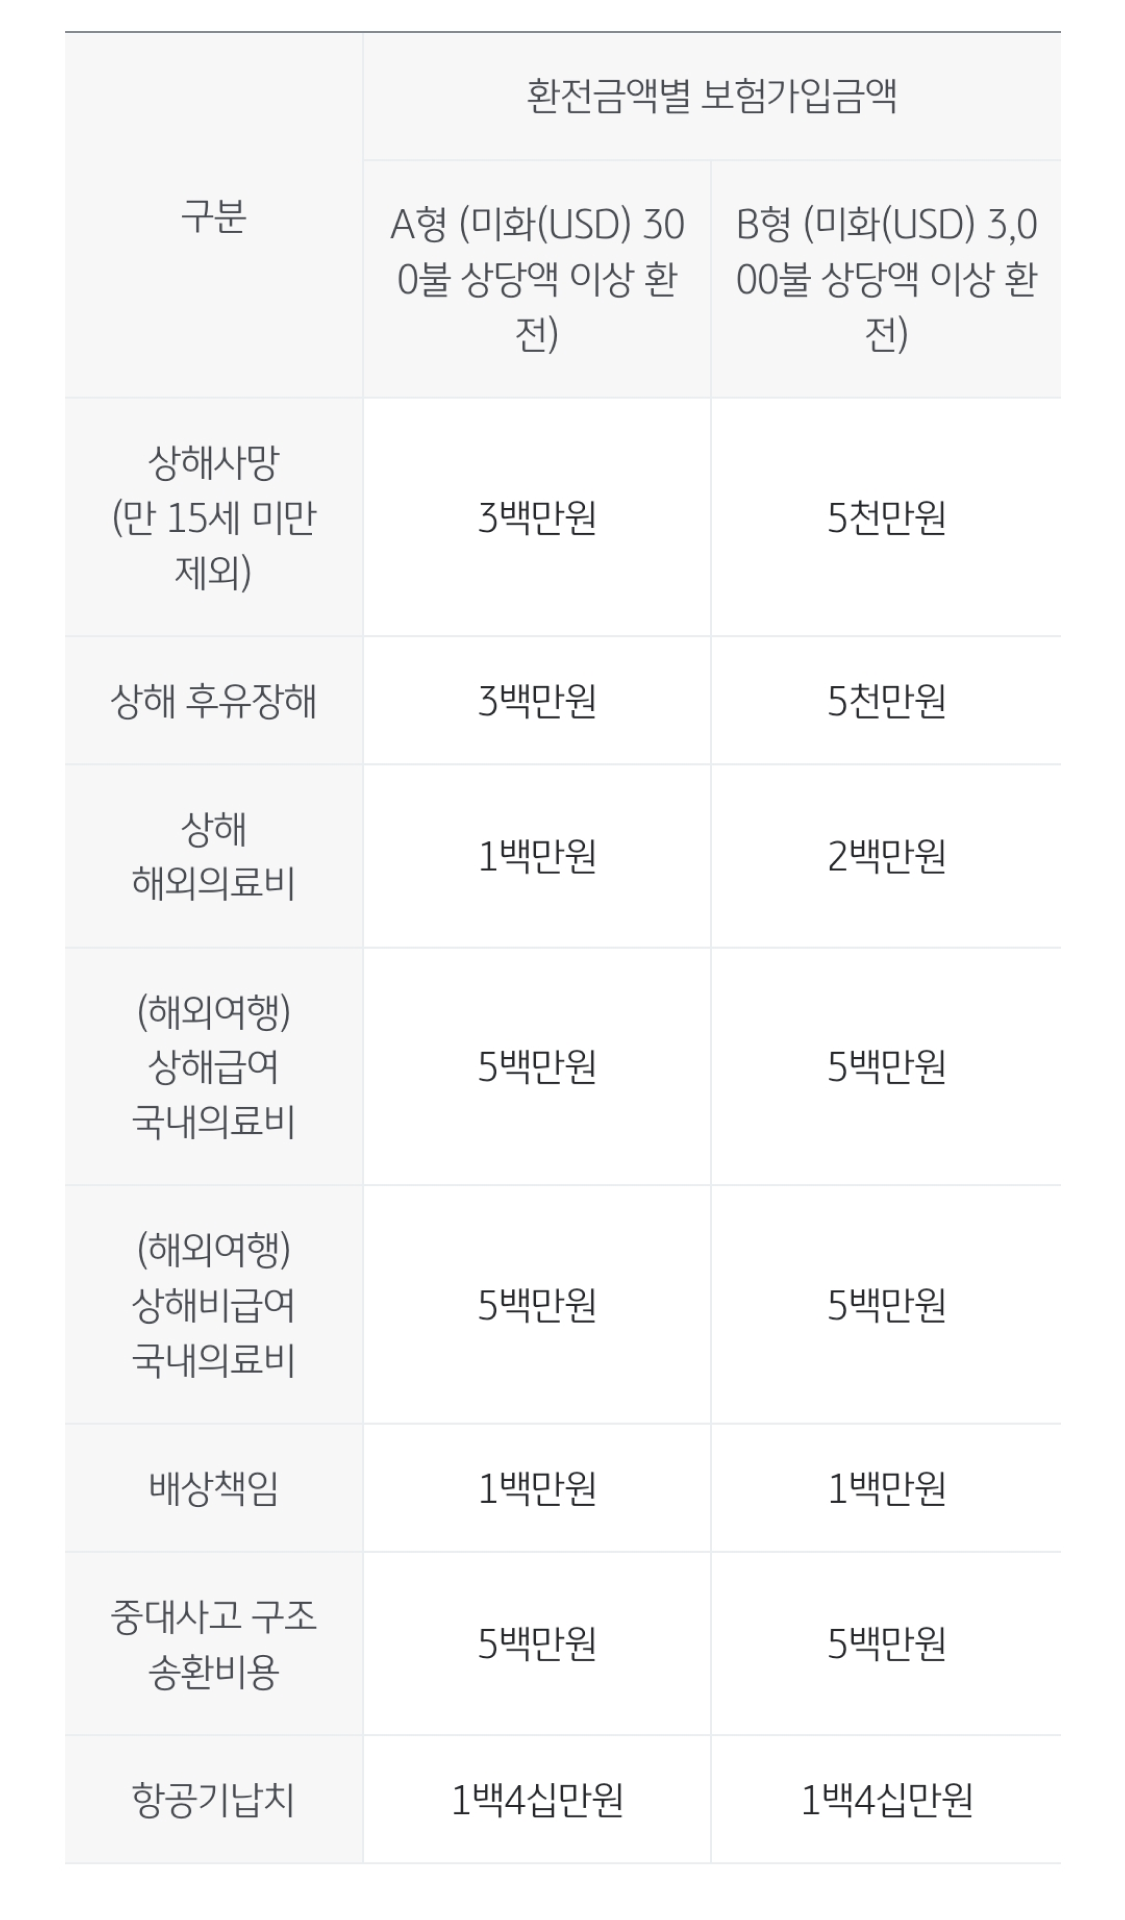 구분
환전금액별 보험가입금액
A형 (미화(USD) 30
0불 상당액 이상 환
전)
B형 (미화(USD) 3,0
00불 상당액 이상 환
전)
상해사망
(만 15세 미만
제외)
3백만원
5천만원
상해 후유장해
3백만원
5천만원
상해
해외의료비
1백만원
2백만원
(해외여행)
상해급여
국내의료비
5백만원
5백만원
(해외여행)
상해비급여
국내의료비
5백만원
5백만원
배상책임
1백만원
1백만원
중대사고 구조
송환비용
5백만원
5백만원
항공기납치
1백4십만원
1백4십만원